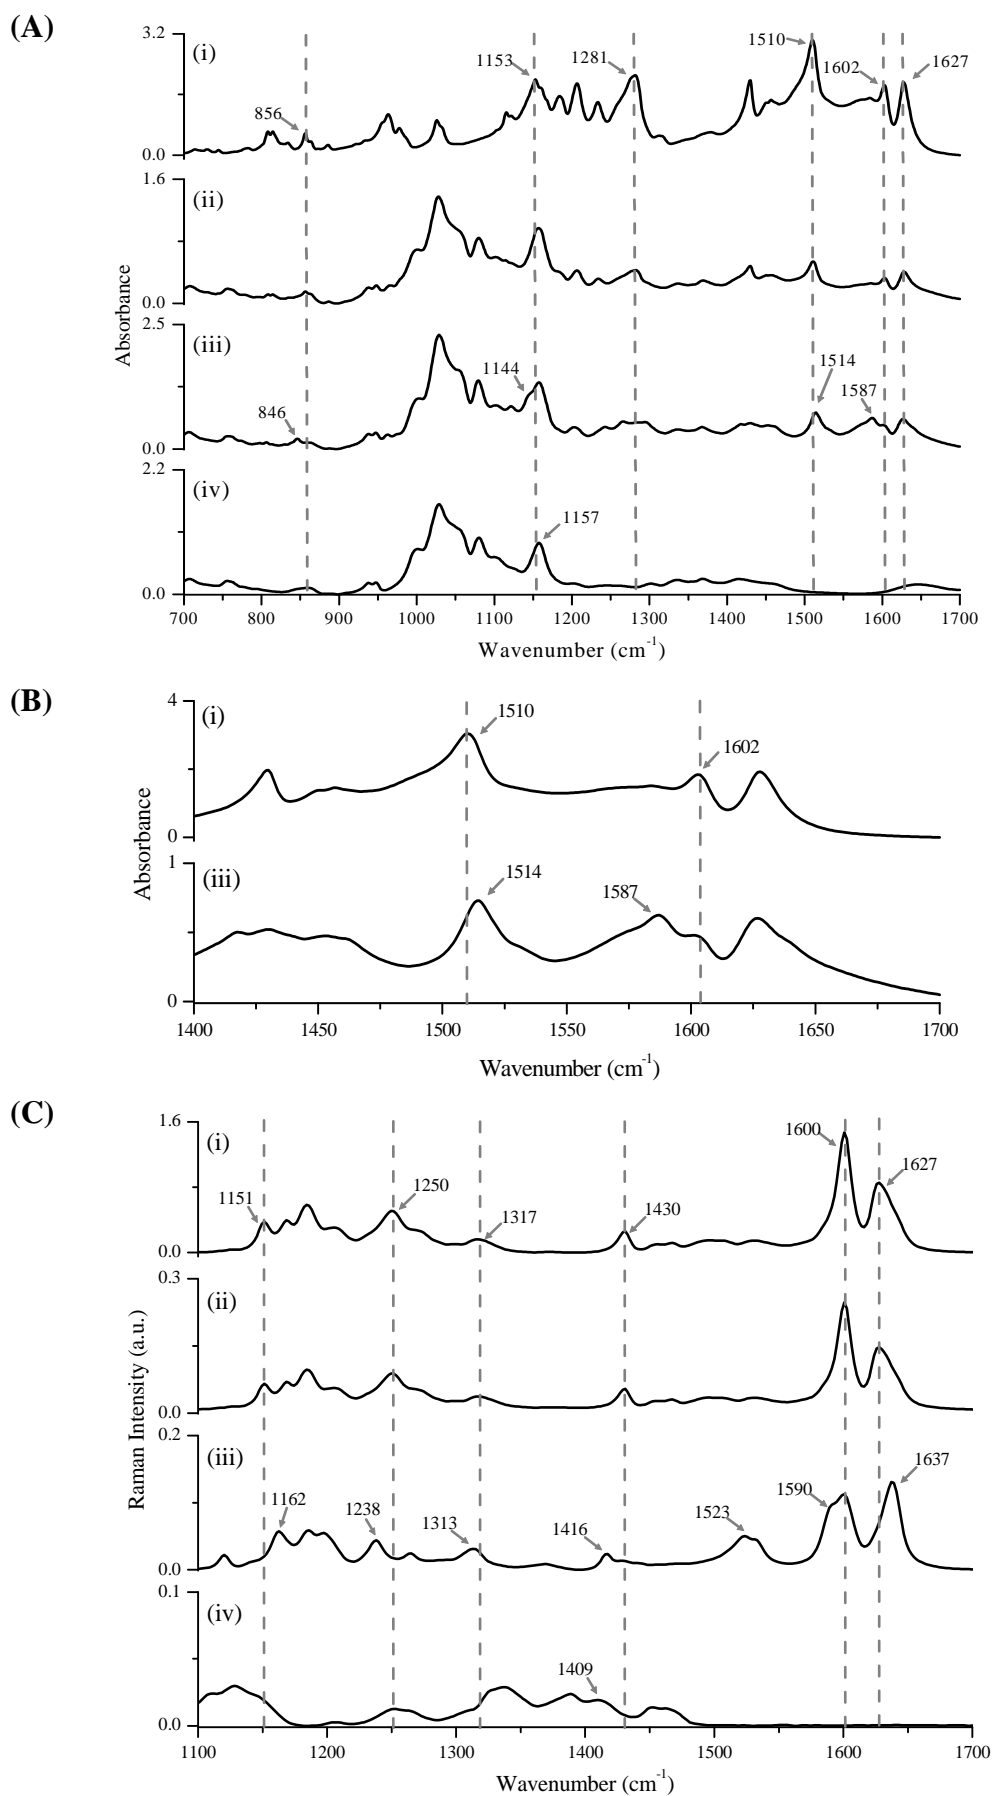 (A)
3.2
(i)
1510
1153
1281
1602
1627
856
0.0
1.6
(ii)
0.0
2.5
(iii)
1144
1514
1587
846
0.0
2.2
(iv)
1157
0.0
Absorbance
700 800 900 1000 1100 1200 1300 1400 1500 1600 1700
Wavenumber (cm-1)
(B)
4
(i)
1510
1602
0
1
(iii)
1514
1587
0
Absorbance
1400 1450 1500 1550 1600 1650 1700
Wavenumber (cm-1)
(C)
1.6
(i)
1600
1627
1151
1250
1317
1430
0.0
0.3
(ii)
0.0
0.2
(iii)
1637
1162
1238
1313
1416
1523
1590
0.0
0.1
(iv)
1409
0.0
Raman Intensity (a.u.)
1100 1200 1300 1400 1500 1600 1700
Wavenumber (cm-1)